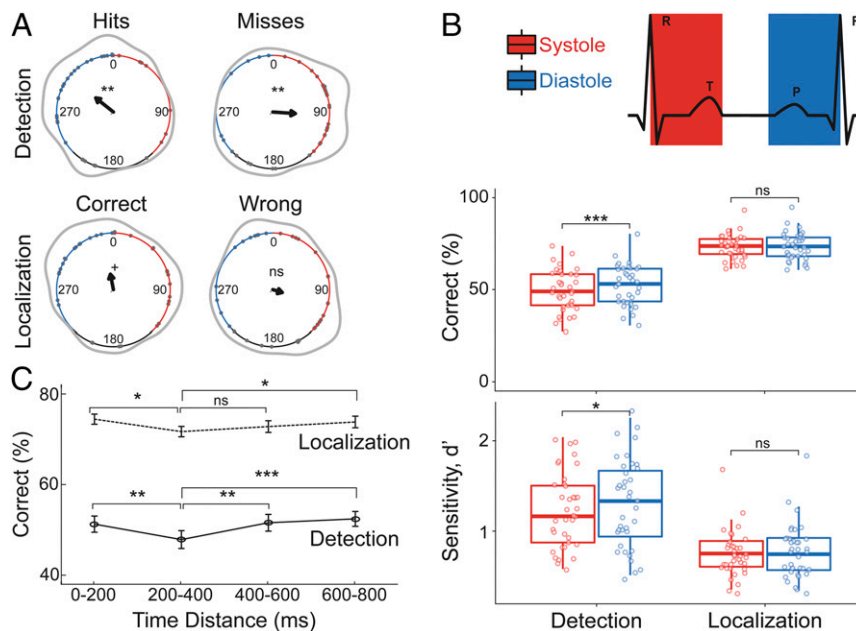 A
Hits
Misses
Detection
0
90
180
270
**
0
90
180
270
**
Correct
Wrong
Localization
0
90
180
270
+
0
90
180
270
ns
B
Systole
Diastole
R
T
P
Correct (%)
100
50
0
***
ns
Sensitivity, d'
2
1
*
ns
Detection
Localization
C
Correct (%)
80
60
40
*
ns
*
Localization
**
**
***
Detection
0-200
200-400
400-600
600-800
Time Distance (ms)